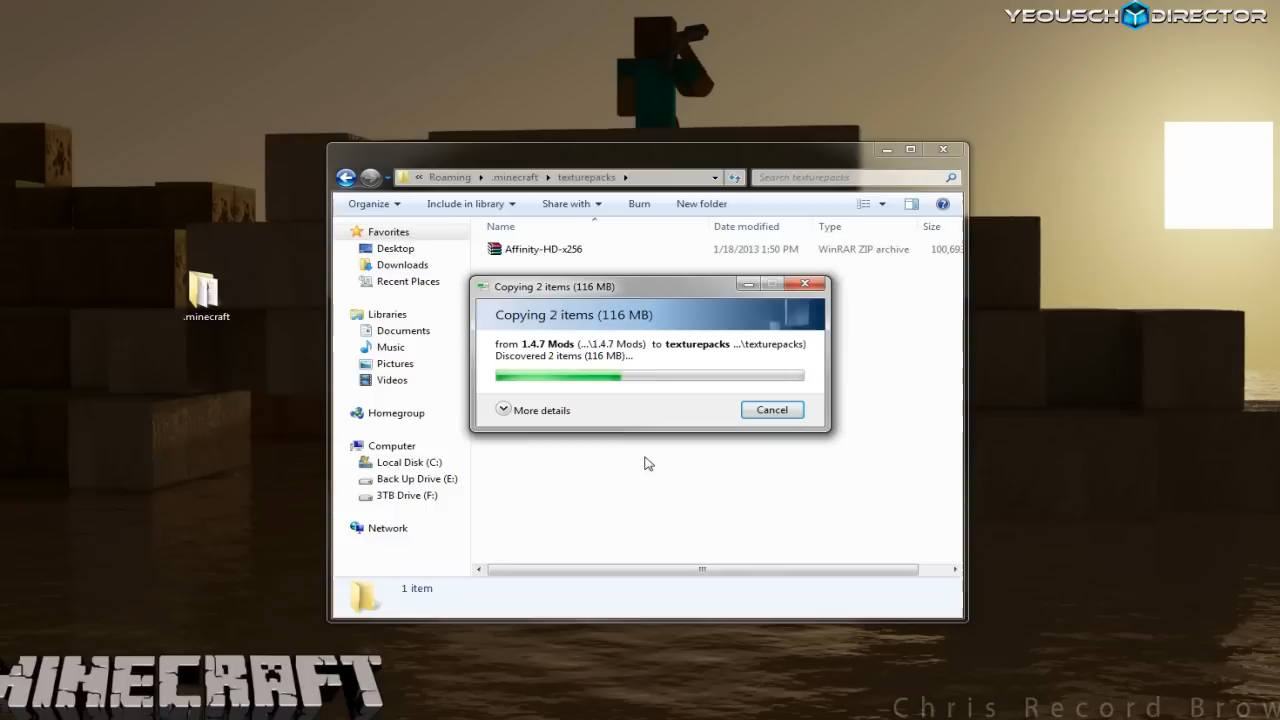 YEOUSCH DIRECTOR
« Roaming .minecraft texturepacks
Search texturepacks
Organize Include in library Share with Burn New folder
Name Date modified Type Size
Favorites
Desktop
Downloads
Recent Places
Libraries
Documents
Music
Pictures
Videos
Homegroup
Computer
Local Disk (C:)
Back Up Drive (E:)
3TB Drive (F:)
Network
Affinity-HD-x256 1/18/2013 1:50 PM WinRAR ZIP archive 100,693
Copying 2 items (116 MB)
Copying 2 items (116 MB)
from 1.4.7 Mods (...\1.4.7 Mods) to texturepacks ...\texturepacks)
Discovered 2 items (116 MB)...
More details Cancel
1 item
.minecraft
MINECRAFT
Chris Record Brow